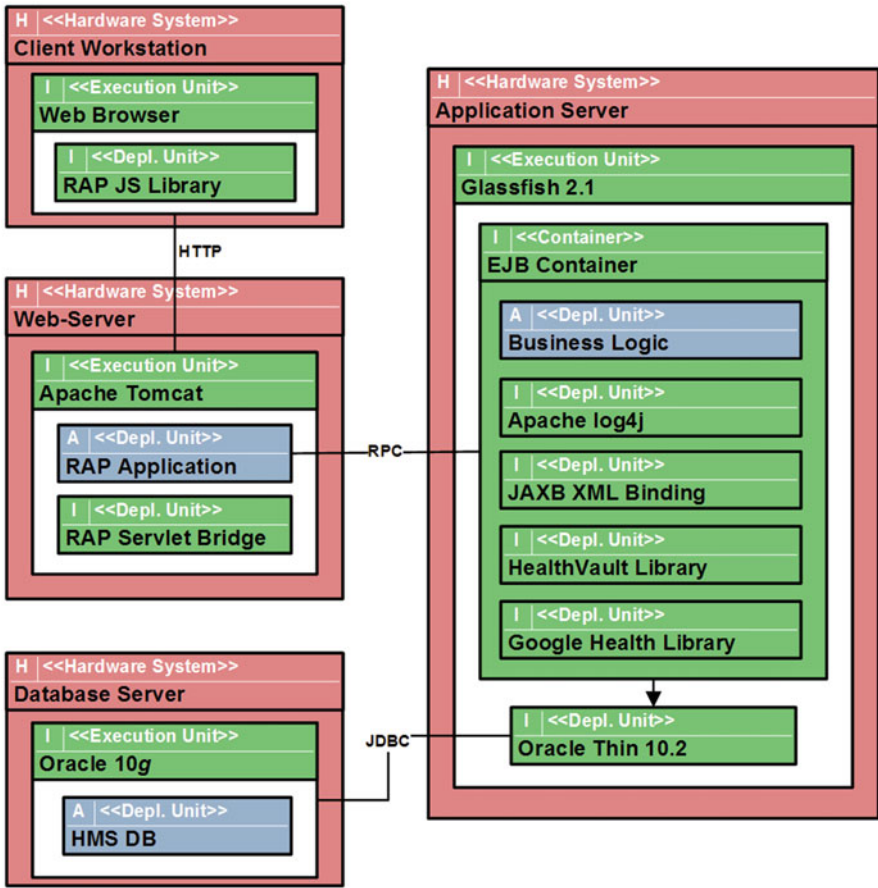 H <<Hardware System>>
Client Workstation
I <<Execution Unit>>
Web Browser
I <<Depl. Unit>>
RAP JS Library
HTTP
H <<Hardware System>>
Web-Server
I <<Execution Unit>>
Apache Tomcat
A <<Depl. Unit>>
RAP Application
I <<Depl. Unit>>
RAP Servlet Bridge
RPC
H <<Hardware System>>
Database Server
I <<Execution Unit>>
Oracle 10g
A <<Depl. Unit>>
HMS DB
JDBC
H <<Hardware System>>
Application Server
I <<Execution Unit>>
Glassfish 2.1
I <<Container>>
EJB Container
A <<Depl. Unit>>
Business Logic
I <<Depl. Unit>>
Apache log4j
I <<Depl. Unit>>
JAXB XML Binding
I <<Depl. Unit>>
HealthVault Library
I <<Depl. Unit>>
Google Health Library
I <<Depl. Unit>>
Oracle Thin 10.2